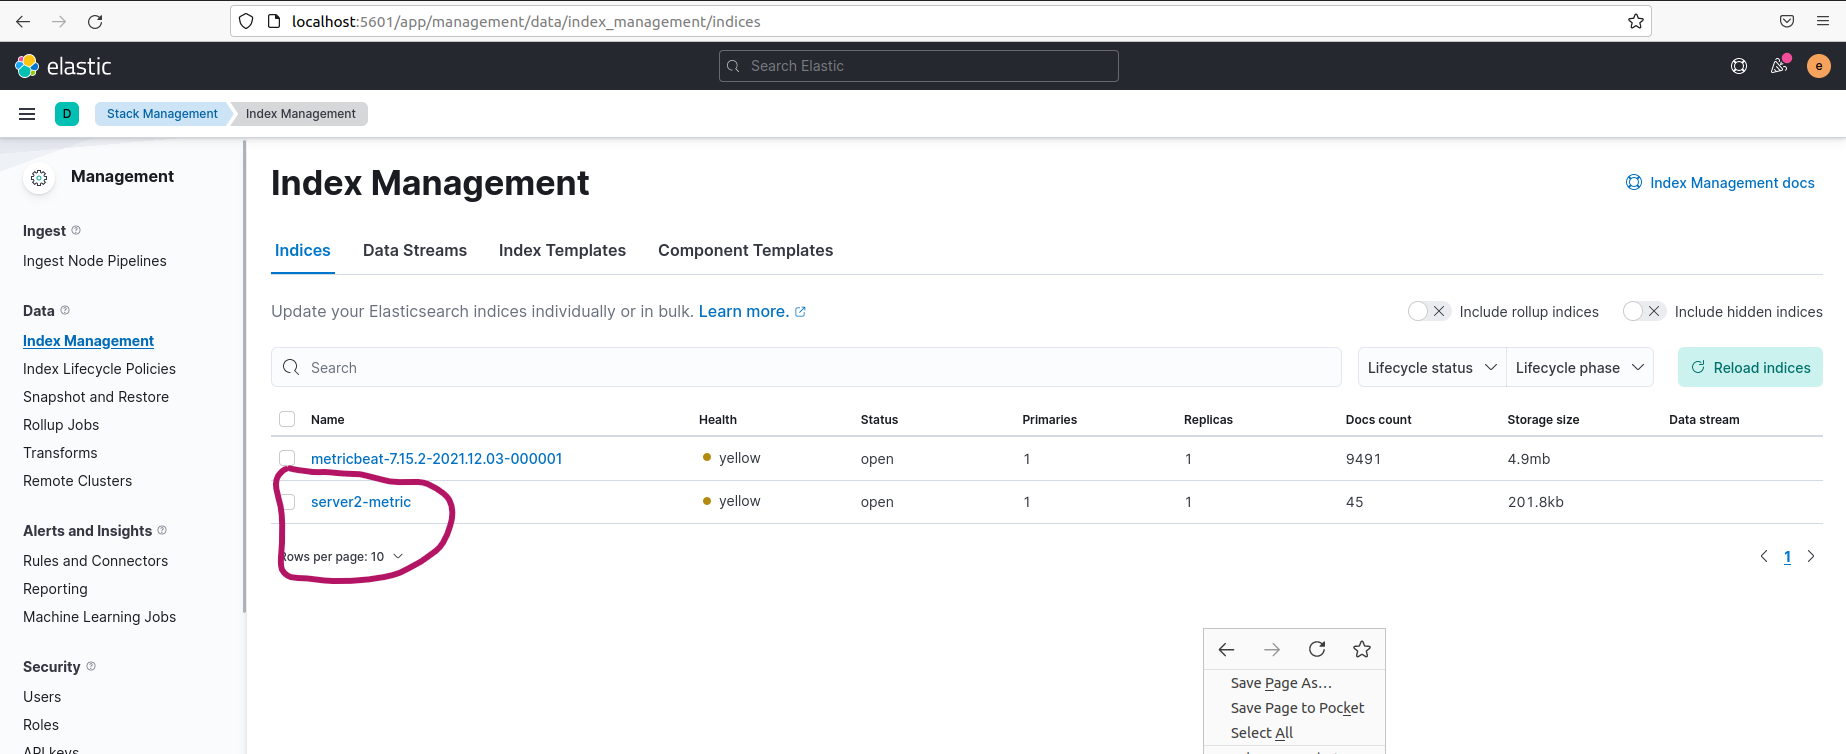 localhost:5601/app/management/data/index_management/indices
elastic
Search Elastic
e
D
Stack Management
Index Management
Management
Ingest
Ingest Node Pipelines
Data
Index Management
Index Lifecycle Policies
Snapshot and Restore
Rollup Jobs
Transforms
Remote Clusters
Alerts and Insights
Rules and Connectors
Reporting
Machine Learning Jobs
Security
Users
Roles
API keys
Index Management
Index Management docs
Indices Data Streams Index Templates Component Templates
Update your Elasticsearch indices individually or in bulk. Learn more.
Include rollup indices
Include hidden indices
Search
Lifecycle status
Lifecycle phase
Reload indices
Name Health Status Primaries Replicas Docs count Storage size Data stream
metricbeat-7.15.2-2021.12.03-000001 yellow open 1 1 9491 4.9mb
server2-metric yellow open 1 1 45 201.8kb
Rows per page: 10
1
Save Page As...
Save Page to Pocket
Select All